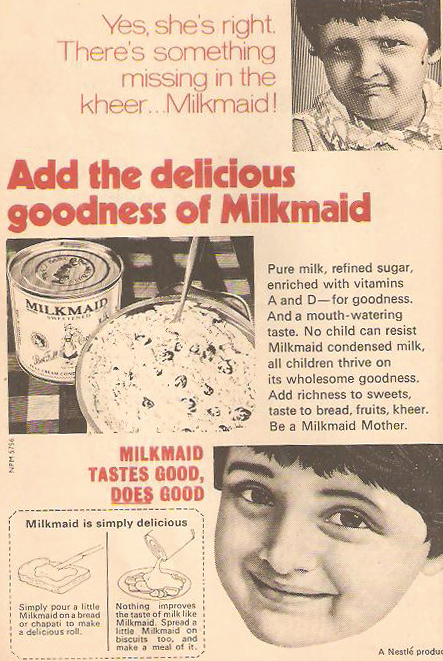 Yes, she's right.
There's something
missing in the
kheer...Milkmaid!
Add the delicious
goodness of Milkmaid
MILKMAID
SWEETENED
Pure milk, refined sugar,
enriched with vitamins
A and D—for goodness.
And a mouth-watering
taste. No child can resist
Milkmaid condensed milk,
all children thrive on
its wholesome goodness.
Add richness to sweets,
taste to bread, fruits, kheer.
Be a Milkmaid Mother.
NPM 5756
MILKMAID
TASTES GOOD,
DOES GOOD
Milkmaid is simply delicious
Simply pour a little
Milkmaid on a bread
or chapati to make
a delicious roll.
Nothing improves
the taste of milk like
Milkmaid. Spread a
little Milkmaid on
biscuits too, and
make a meal of it.
A Nestlé produc